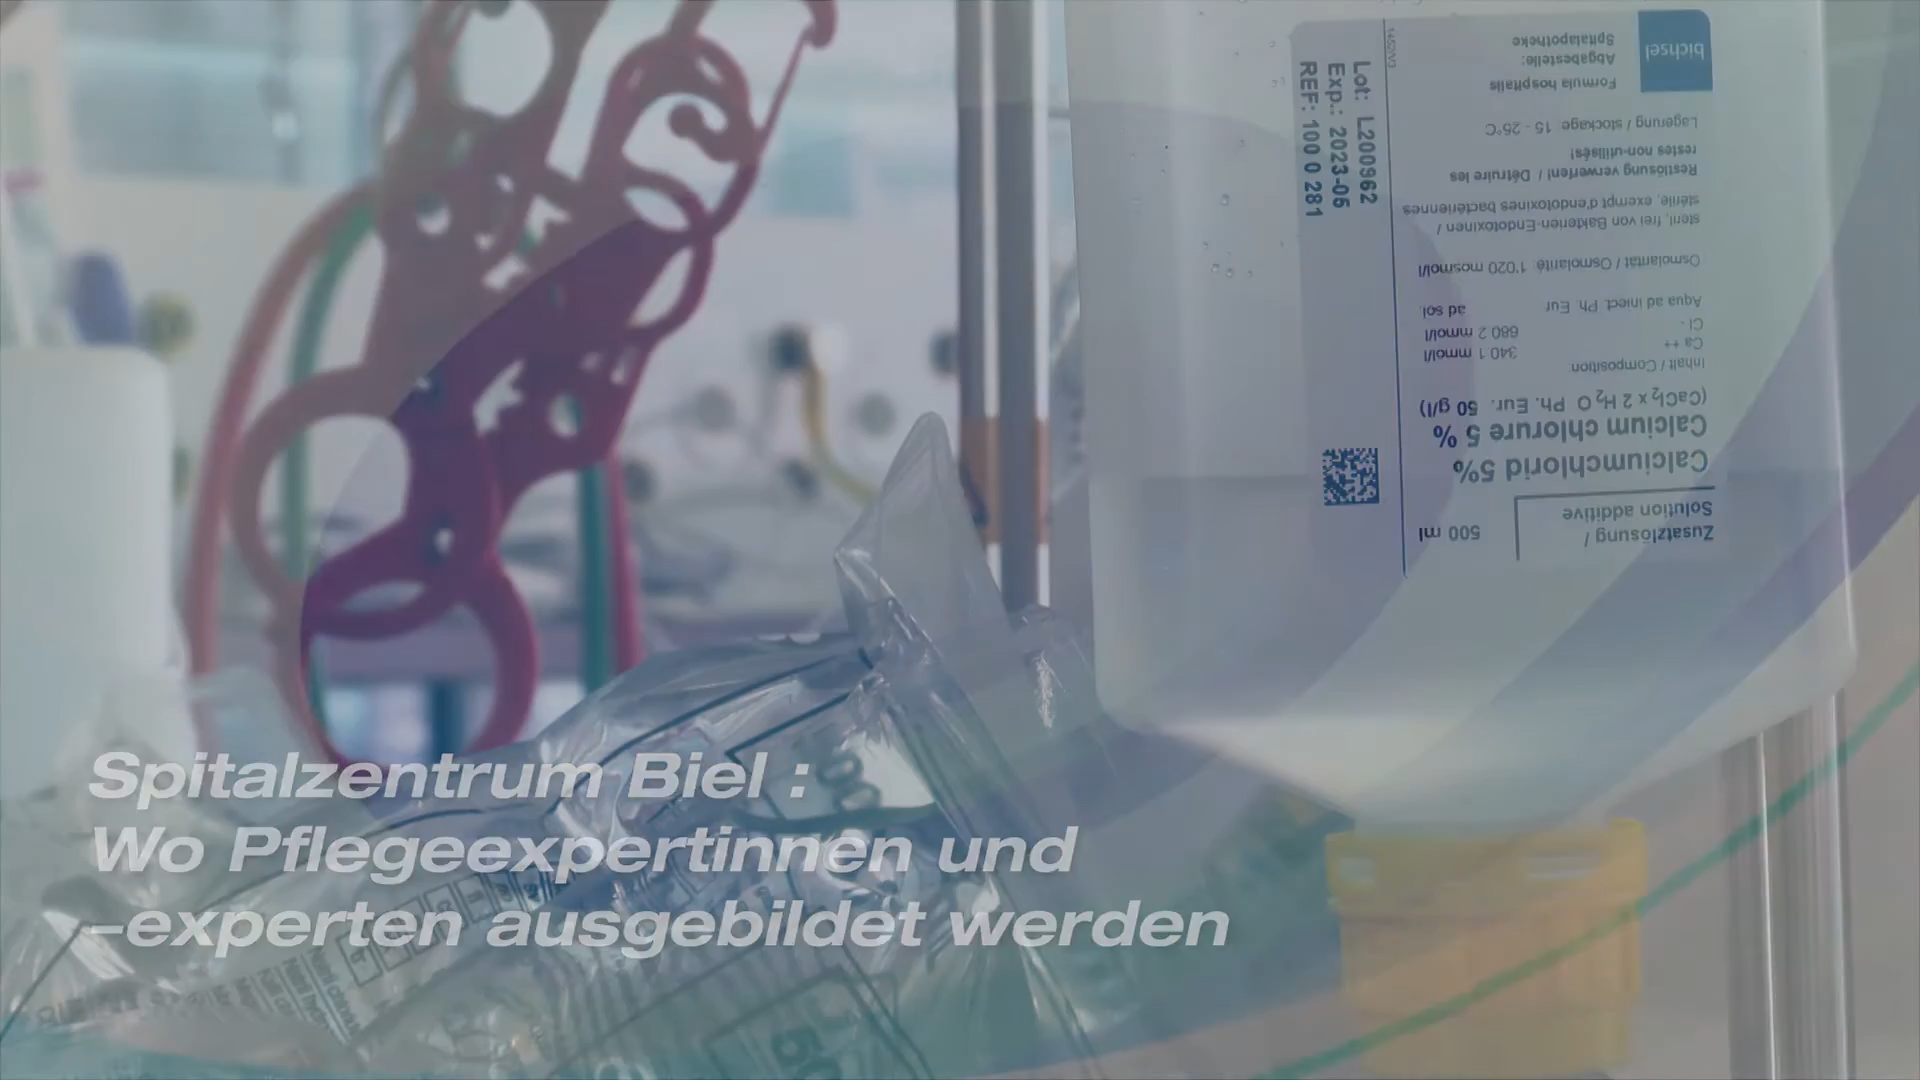 bichsel
Formula hospitalis
Abgabestelle:
Spitalapotheke
Lagerung / stockage: 15 - 25°C
Restlösung verwerfen! / Détruire les
restes non-utilisés!
steril, frei von Bakterien-Endotoxinen /
stérile, exempt d'endotoxines bactériennes
Osmolarität / Osmolarité: 1'020 mosmol/l
Aqua ad iniect. Ph. Eur ad sol.
Cl - 680.2 mmol/l
Ca ++ 340.1 mmol/l
Inhalt / Composition:
(CaCl2 x 2 H2O Ph. Eur. 50 g/l)
Calcium chlorure 5 %
Calciumchlorid 5%
Zusatzlösung /
Solution additive
500 ml
Lot: L200962
Exp.: 2023-05
REF: 100 0 281
Spitalzentrum Biel :
Wo Pflegeexpertinnen und
–experten ausgebildet werden
50